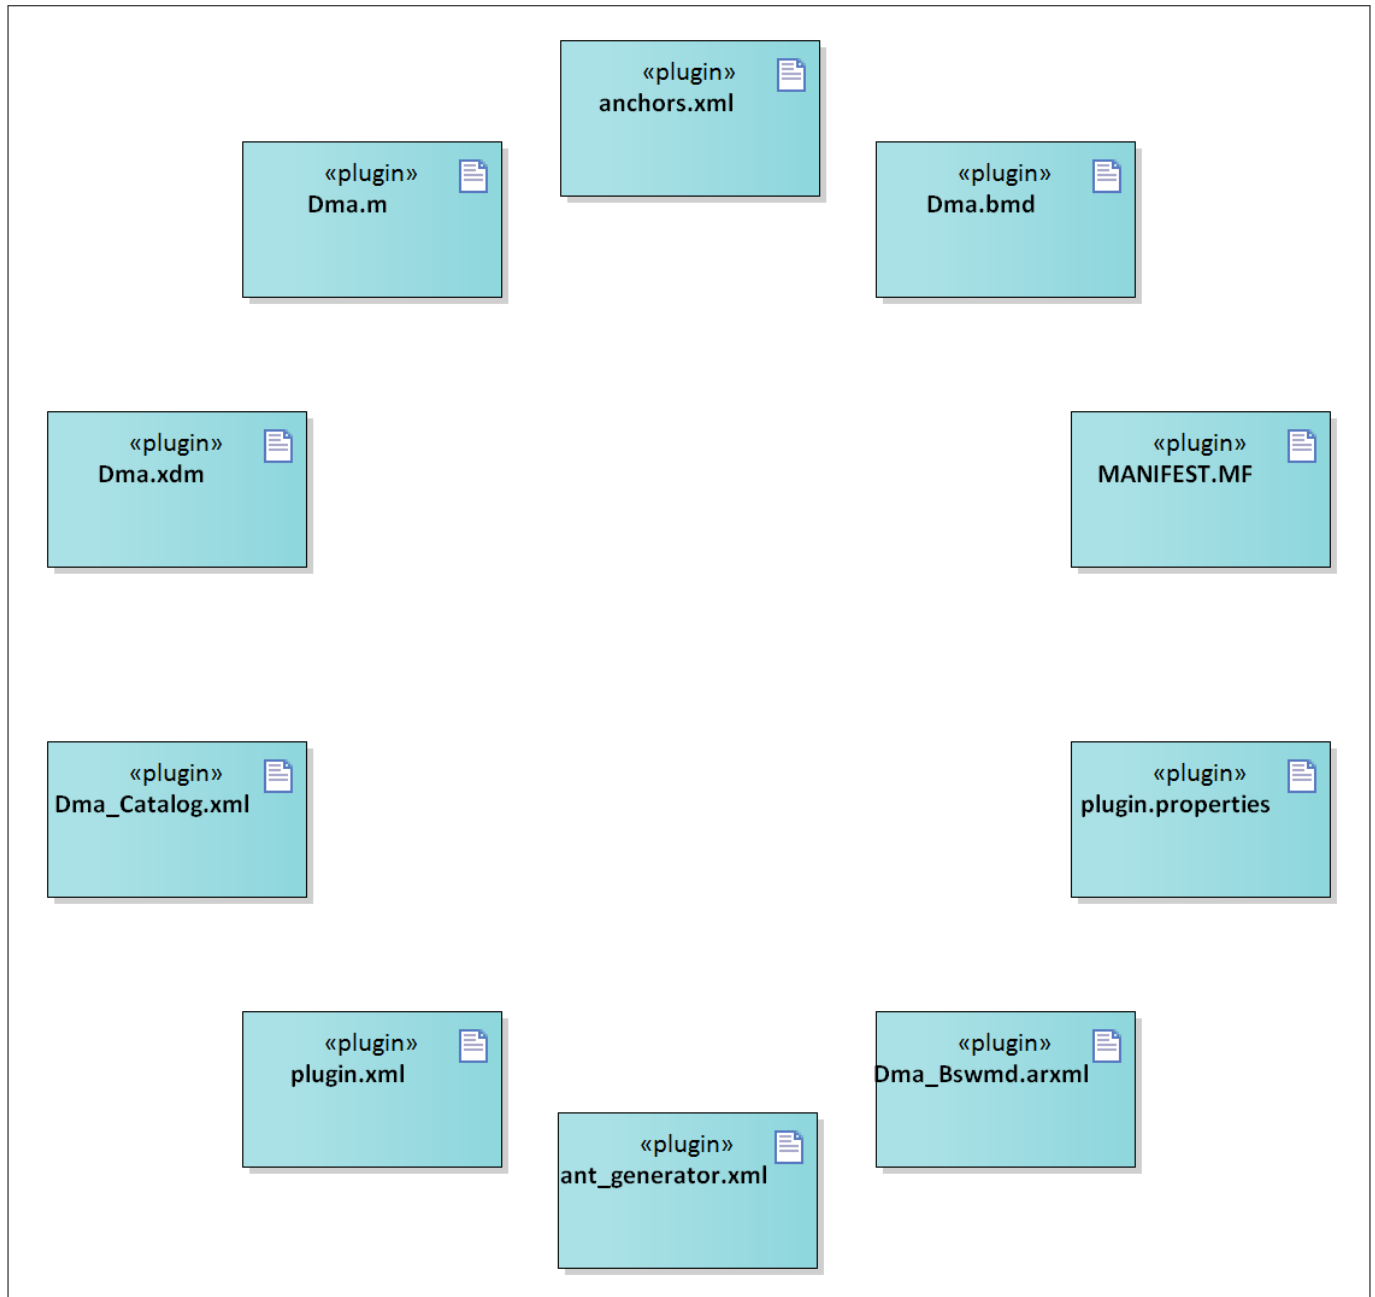 «plugin»
anchors.xml
«plugin»
Dma.m
«plugin»
Dma.bmd
«plugin»
Dma.xdm
«plugin»
MANIFEST.MF
«plugin»
Dma_Catalog.xml
«plugin»
plugin.properties
«plugin»
plugin.xml
«plugin»
Dma_Bswmd.arxml
«plugin»
ant_generator.xml